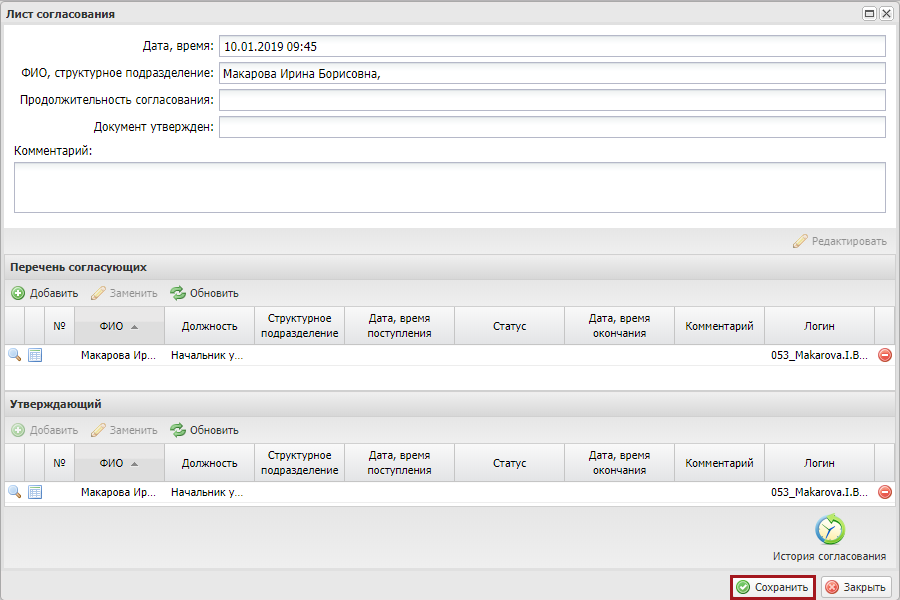 Лист согласования
Дата, время: 10.01.2019 09:45
ФИО, структурное подразделение: Макарова Ирина Борисовна,
Продолжительность согласования:
Документ утвержден:
Комментарий:
Редактировать
Перечень согласующих
Добавить Заменить Обновить
№ ФИО Должность Структурное подразделение Дата, время поступления Статус Дата, время окончания Комментарий Логин
Макарова Ир... Начальник у... 053_Makarova.I.B...
Утверждающий
Добавить Заменить Обновить
№ ФИО Должность Структурное подразделение Дата, время поступления Статус Дата, время окончания Комментарий Логин
Макарова Ир... Начальник у... 053_Makarova.I.B...
История согласования
Сохранить Закрыть